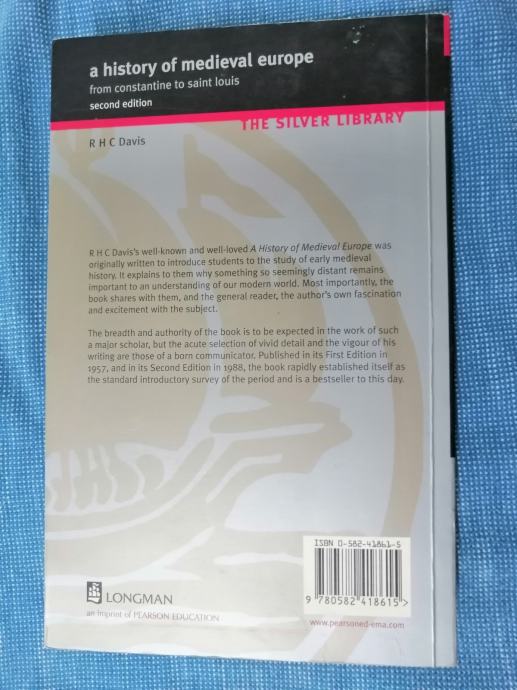 a history of medieval europe
from constantine to saint louis
second edition
THE SILVER LIBRARY
R H C Davis
R H C Davis's well-known and well-loved A History of Medieval Europe was
originally written to introduce students to the study of early medieval
history. It explains to them why something so seemingly distant remains
important to an understanding of our modern world. Most importantly, the
book shares with them, and the general reader, the author's own fascination
and excitement with the subject.
The breadth and authority of the book is to be expected in the work of such
a major scholar, but the acute selection of vivid detail and the vigour of his
writing are those of a born communicator. Published in its First Edition in
1957, and in its Second Edition in 1988, the book rapidly established itself as
the standard introductory survey of the period and is a bestseller to this day.
ISBN 0-582-41861-5
9 780582 418615 >
LONGMAN
an imprint of PEARSON EDUCATION
www.pearsoned-ema.com